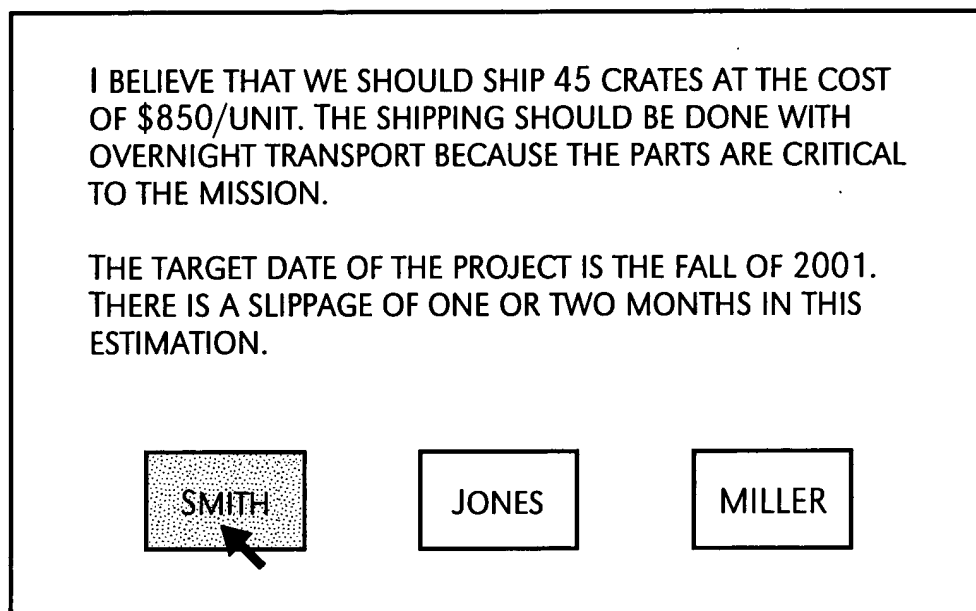 I BELIEVE THAT WE SHOULD SHIP 45 CRATES AT THE COST
OF $850/UNIT. THE SHIPPING SHOULD BE DONE WITH
OVERNIGHT TRANSPORT BECAUSE THE PARTS ARE CRITICAL
TO THE MISSION.
THE TARGET DATE OF THE PROJECT IS THE FALL OF 2001.
THERE IS A SLIPPAGE OF ONE OR TWO MONTHS IN THIS
ESTIMATION.
SMITH
JONES
MILLER